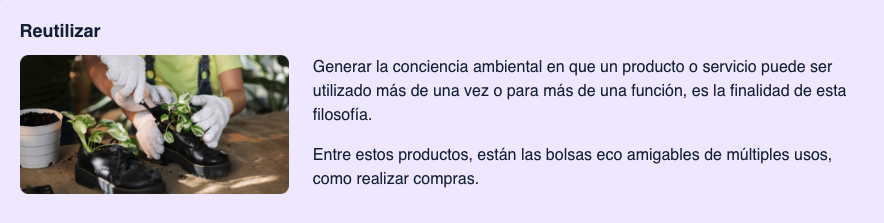 Reutilizar
Generar la conciencia ambiental en que un producto o servicio puede ser
utilizado más de una vez o para más de una función, es la finalidad de esta
filosofía.
Entre estos productos, están las bolsas eco amigables de múltiples usos,
como realizar compras.